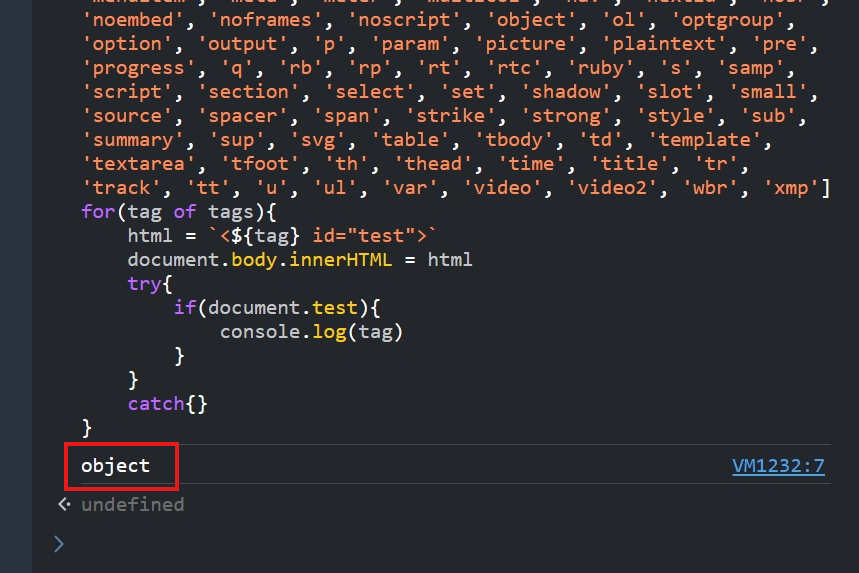 'noembed', 'noframes', 'noscript', 'object', 'ol', 'optgroup',
'option', 'output', 'p', 'param', 'picture', 'plaintext', 'pre',
'progress', 'q', 'rb', 'rp', 'rt', 'rtc', 'ruby', 's', 'samp',
'script', 'section', 'select', 'set', 'shadow', 'slot', 'small',
'source', 'spacer', 'span', 'strike', 'strong', 'style', 'sub',
'summary', 'sup', 'svg', 'table', 'tbody', 'td', 'template',
'textarea', 'tfoot', 'th', 'thead', 'time', 'title', 'tr',
'track', 'tt', 'u', 'ul', 'var', 'video', 'video2', 'wbr', 'xmp']
for(tag of tags){
    html = `<${tag} id="test">`
    document.body.innerHTML = html
    try{
        if(document.test){
            console.log(tag)
        }
    }
    catch{}
}
object VM1232:7
undefined